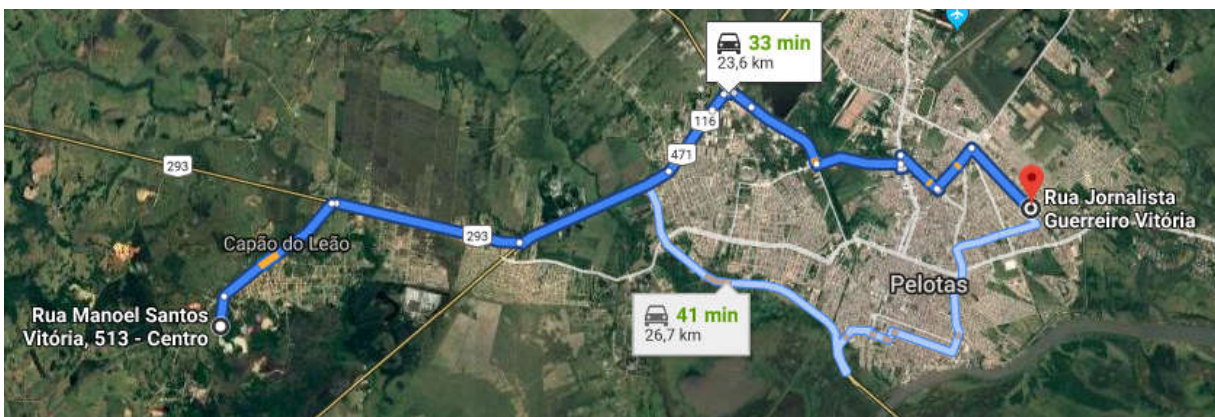 33 min
23,6 km
116
471
293
Capão do Leão
293
Rua Jornalista
Guerreiro Vitória
Pelotas
Rua Manoel Santos
Vitória, 513 - Centro
41 min
26,7 km